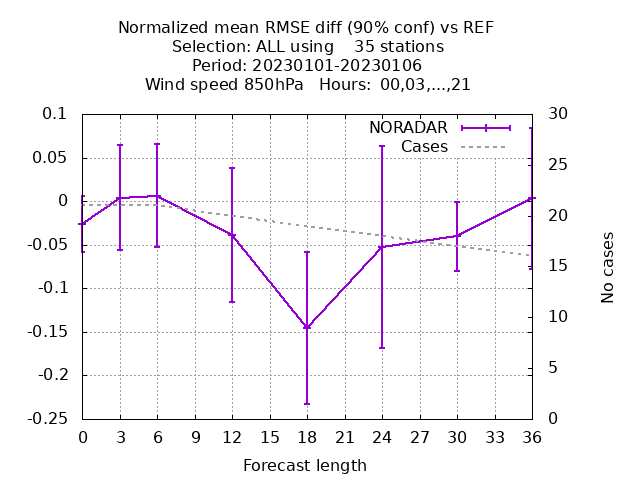 Normalized mean RMSE diff (90% conf) vs REF
Selection: ALL using    35 stations
Period: 20230101-20230106
Wind speed 850hPa   Hours: 00,03,...,21
NORADAR
Cases
0.1
0.05
0
-0.05
-0.1
-0.15
-0.2
-0.25
30
25
20
15
10
5
0
No cases
0 3 6 9 12 15 18 21 24 27 30 33 36
Forecast length